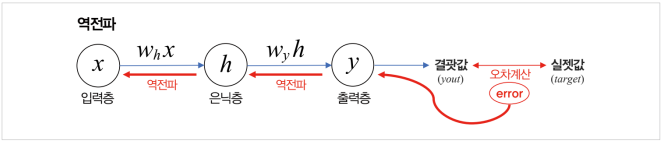 역전파
w_h x
w_y h
x
h
y
결괏값
(yout)
실젯값
(target)
오차계산
error
역전파
역전파
입력층
은닉층
출력층